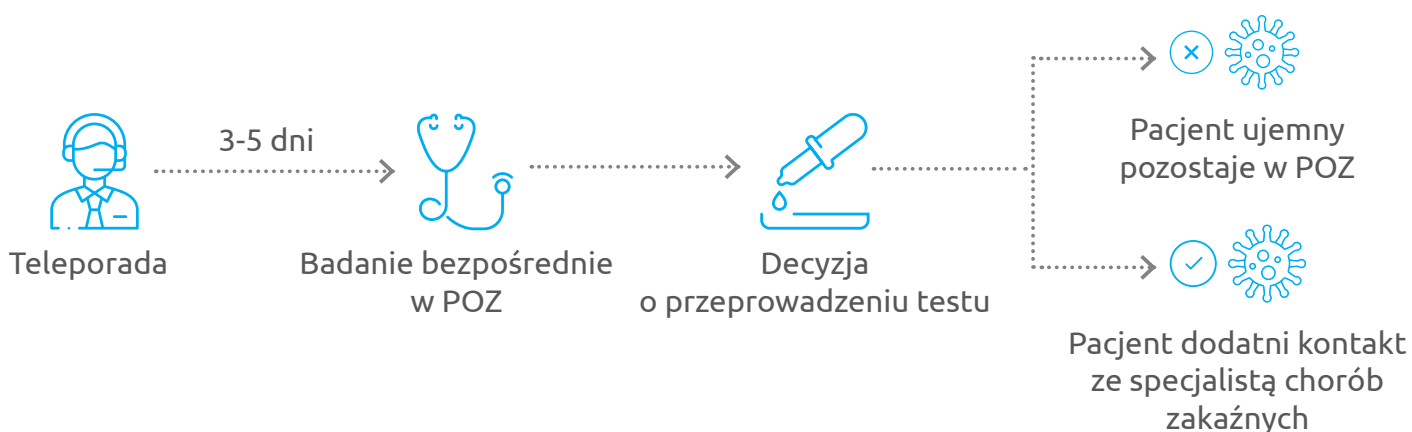 Teleporada
3-5 dni
Badanie bezpośrednie
w POZ
Decyzja
o przeprowadzeniu testu
Pacjent ujemny
pozostaje w POZ
Pacjent dodatni kontakt
ze specjalistą chorób
zakaźnych